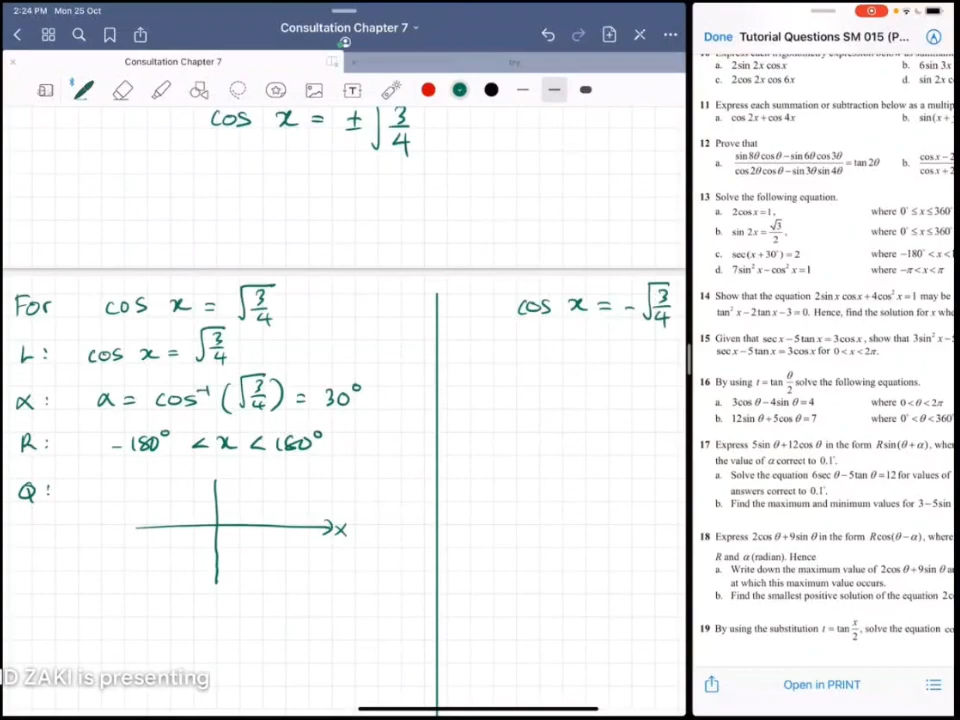 2:24 PM Mon 25 Oct
Consultation Chapter 7
Consultation Chapter 7
cos x = ±√3/4
For cos x = √3/4
L: cos x = √3/4
α: α = cos⁻¹ (√3/4) = 30°
R: -180° < x < 180°
Q:
x
cos x = -√3/4
D ZAKI is presenting
Done Tutorial Questions SM 015 (P...
a. 2sin 2x cos x b. 6sin 3x
c. 2cos 2x cos 6x d. sin 2x
11 Express each summation or subtraction below as a multip
a. cos 2x + cos 4x b. sin(x +
12 Prove that
a. sin 8θ cos θ − sin 6θ cos 3θ / cos 2θ cos θ − sin 3θ sin 4θ = tan 2θ b. cos x − 2 / cos x + 2
13 Solve the following equation.
a. 2cos x = 1, where 0° ≤ x ≤ 360°
b. sin 2x = √3/2, where 0° ≤ x ≤ 360°
c. sec(x + 30°) = 2 where −180° < x < 1
d. 7sin² x − cos² x = 1 where −π < x < π
14 Show that the equation 2sin x cos x + 4cos² x = 1 may be
tan² x − 2tan x − 3 = 0. Hence, find the solution for x whe
15 Given that sec x − 5 tan x = 3cos x, show that 3sin² x −
sec x − 5tan x = 3cos x for 0 < x < 2π.
16 By using t = tan θ/2 solve the following equations.
a. 3cos θ − 4sin θ = 4 where 0 < θ < 2π
b. 12sin θ + 5cos θ = 7 where 0° < θ < 360°
17 Express 5sin θ + 12cos θ in the form Rsin(θ + α), wher
the value of α correct to 0.1°.
a. Solve the equation 6sec θ − 5tan θ = 12 for values of
answers correct to 0.1°.
b. Find the maximum and minimum values for 3 − 5sin
18 Express 2cos θ + 9sin θ in the form Rcos(θ − α), where
R and α (radian). Hence
a. Write down the maximum value of 2cos θ + 9sin θ a
at which this maximum value occurs.
b. Find the smallest positive solution of the equation 2c
19 By using the substitution t = tan x/2, solve the equation co
Open in PRINT